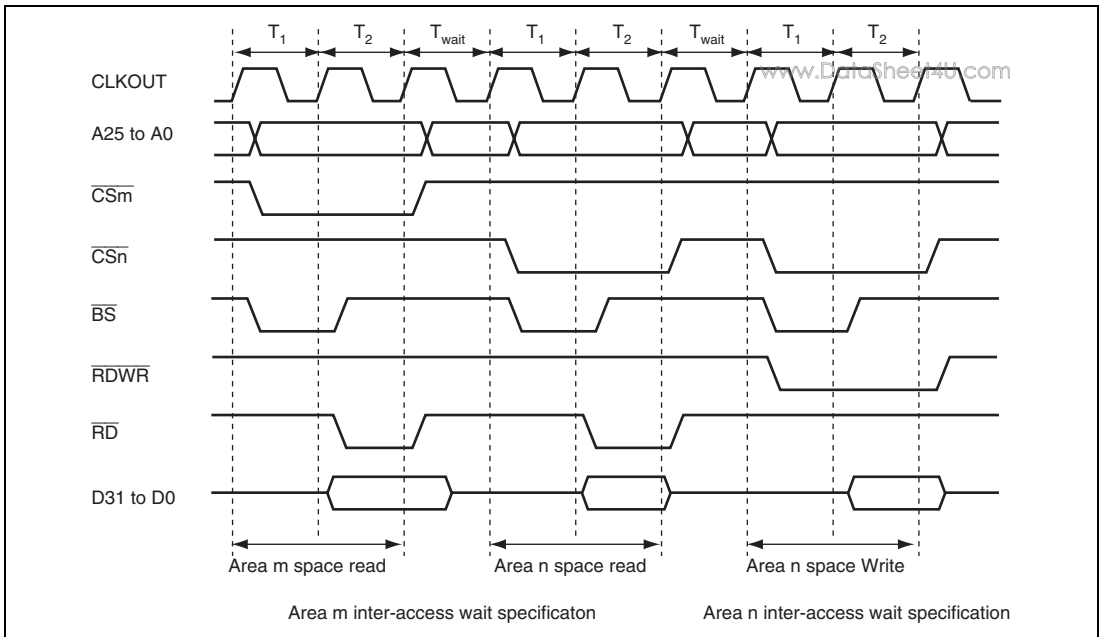 T1 T2 Twait T1 T2 Twait T1 T2
www.DataSheet4U.com
CLKOUT
A25 to A0
CSm
CSn
BS
RDWR
RD
D31 to D0
Area m space read Area n space read Area n space Write
Area m inter-access wait specificaton Area n inter-access wait specification